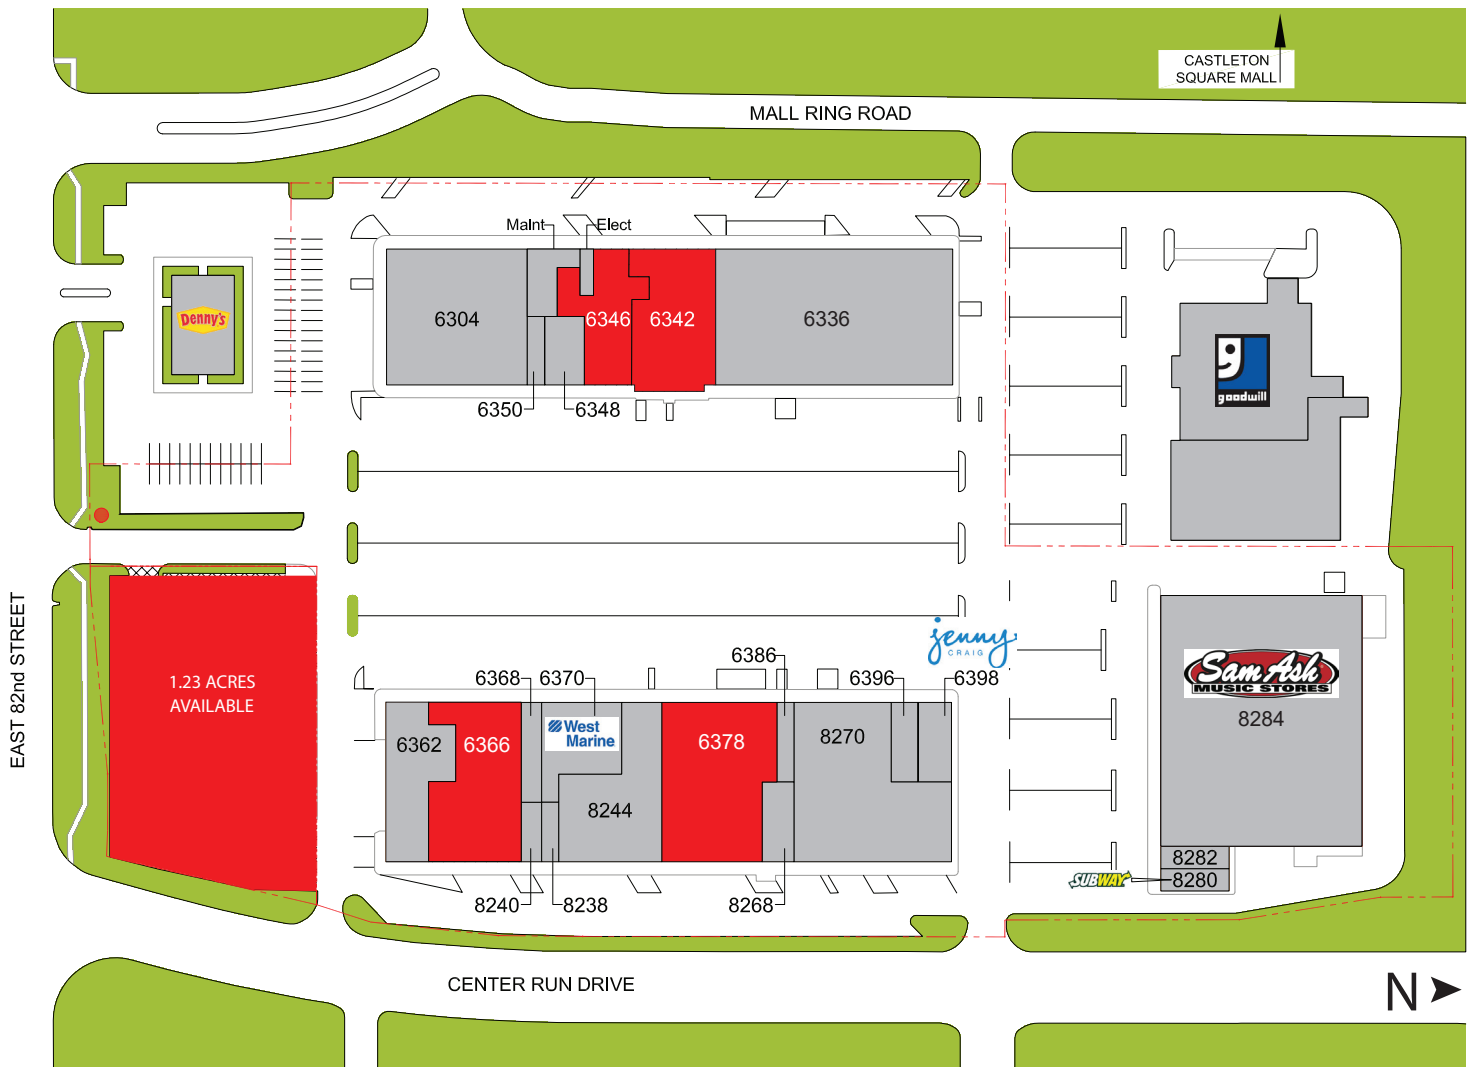 CASTLETON
SQUARE MALL
MALL RING ROAD
Maint
Elect
Denny's
6304
6346
6342
6336
goodwill
6350
6348
EAST 82nd STREET
1.23 ACRES
AVAILABLE
jenny
CRAIG
6386
6368
6370
6396
6398
Sam Ash
MUSIC STORES
8284
6362
6366
West
Marine
6378
8270
8244
8282
8280
SUBWAY
8240
8238
8268
CENTER RUN DRIVE
N